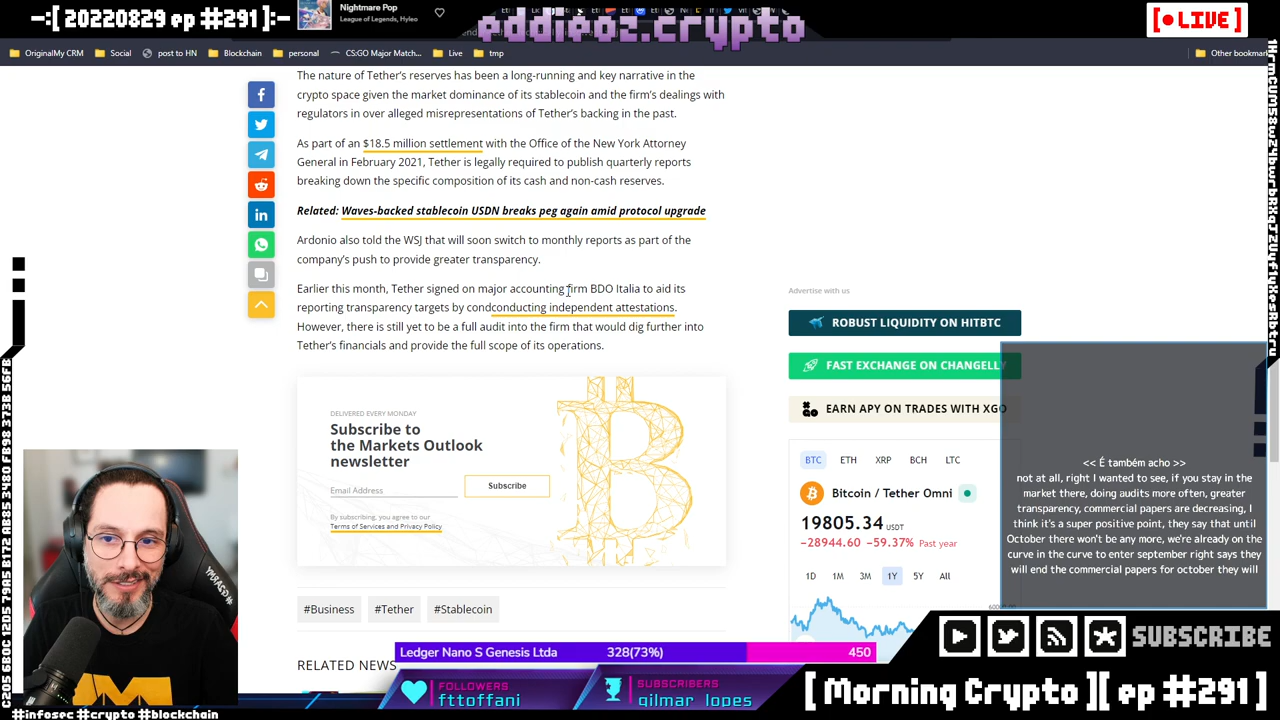 -:[ 20220829 ep #291]:-
Nightmare Pop
League of Legends, Hyleo
eddieoz.crypto
[● LIVE]
OriginalMy CRM
Social
post to HN
Blockchain
personal
CS:GO Major Match...
Live
tmp
Other bookmar
The nature of Tether's reserves has been a long-running and key narrative in the
crypto space given the market dominance of its stablecoin and the firm's dealings with
regulators in over alleged misrepresentations of Tether's backing in the past.
As part of an $18.5 million settlement with the Office of the New York Attorney
General in February 2021, Tether is legally required to publish quarterly reports
breaking down the specific composition of its cash and non-cash reserves.
Related: Waves-backed stablecoin USDN breaks peg again amid protocol upgrade
Ardonio also told the WSJ that will soon switch to monthly reports as part of the
company's push to provide greater transparency.
Earlier this month, Tether signed on major accounting firm BDO Italia to aid its
reporting transparency targets by condconducting independent attestations.
However, there is still yet to be a full audit into the firm that would dig further into
Tether's financials and provide the full scope of its operations.
DELIVERED EVERY MONDAY
Subscribe to
the Markets Outlook
newsletter
Email Address
Subscribe
By subscribing, you agree to our
Terms of Services and Privacy Policy
#Business
#Tether
#Stablecoin
RELATED NEWS
Advertise with us
ROBUST LIQUIDITY ON HITBTC
FAST EXCHANGE ON CHANGELLY
EARN APY ON TRADES WITH XGO
BTC
ETH
XRP
BCH
LTC
Bitcoin / Tether Omni
19805.34 USDT
−28944.60 −59.37% Past year
1D
1M
3M
1Y
5Y
All
<< É também acho >>
not at all, right I wanted to see, if you stay in the
market there, doing audits more often, greater
transparency, commercial papers are decreasing, I
think it's a super positive point, they say that until
October there won't be any more, we're already on the
curve in the curve to enter september right says they
will end the commercial papers for october they will
SUBSCRIBE
Ledger Nano S Genesis Ltda
328(73%)
450
FOLLOWERS
fttoffani
SUBSCRIBERS
gilmar_lopes
[ Morning Crypto ][ ep #291 ]
#infosec #crypto #blockchain